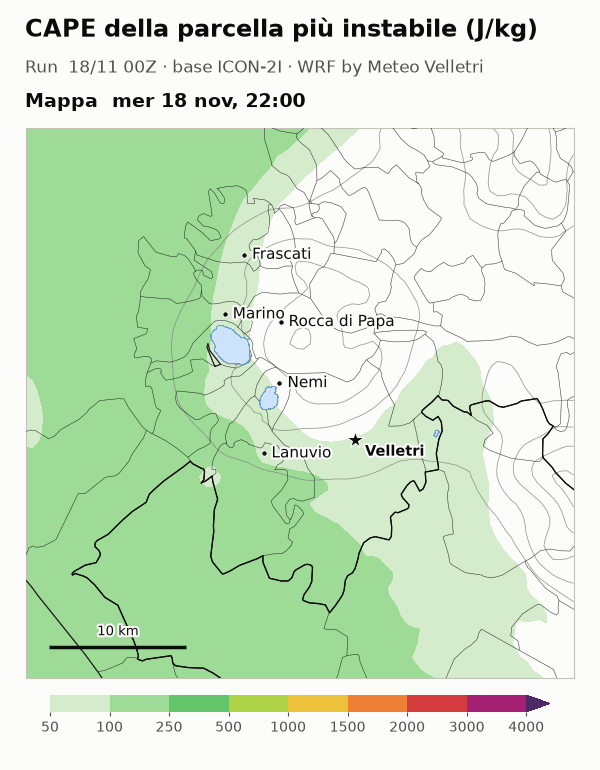 CAPE della parcella più instabile (J/kg)
Run  18/11 00Z · base ICON-2I · WRF by Meteo Velletri
Mappa  mer 18 nov, 22:00
Frascati
Marino
Rocca di Papa
Nemi
Lanuvio
Velletri
10 km
50 100 250 500 1000 1500 2000 3000 4000